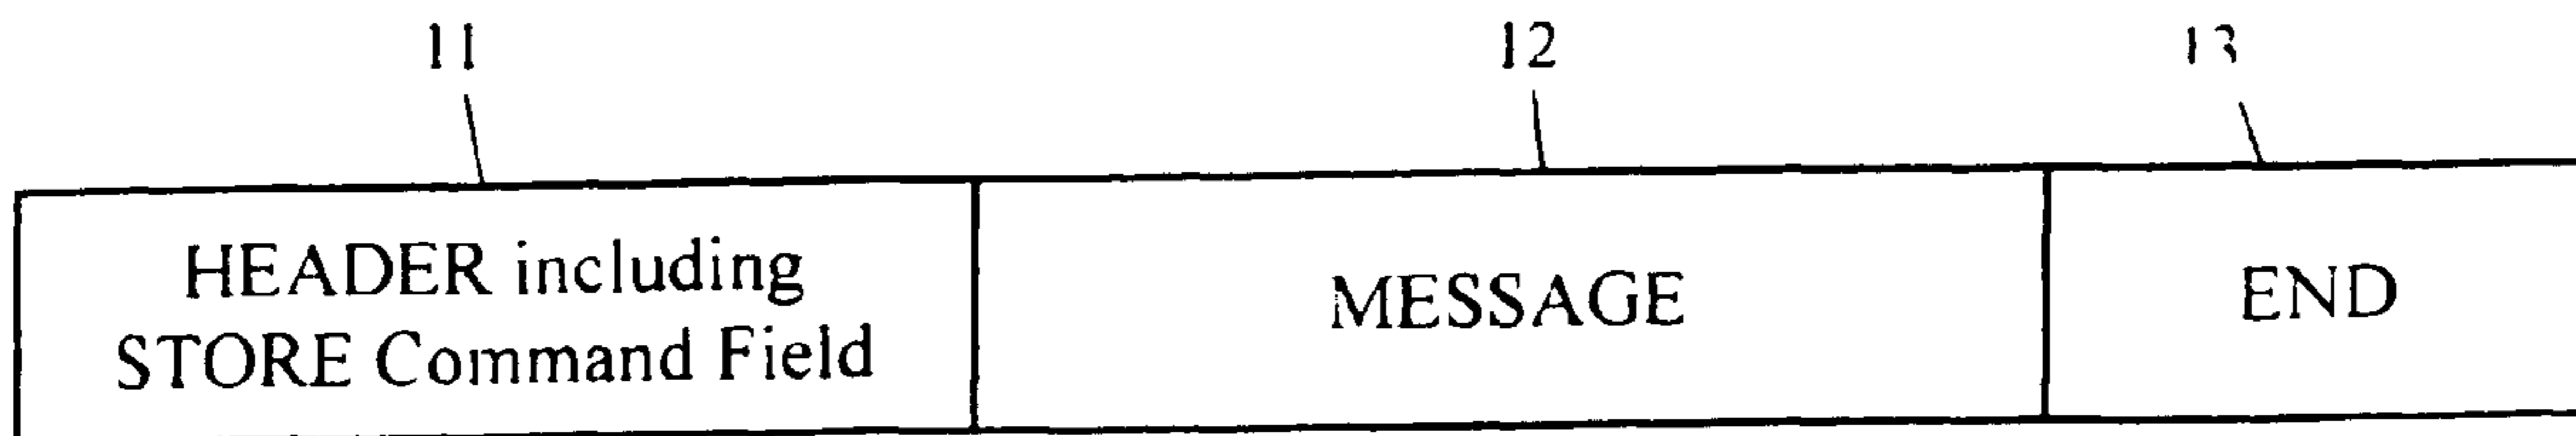 11 12 13
HEADER including
STORE Command Field
MESSAGE
END